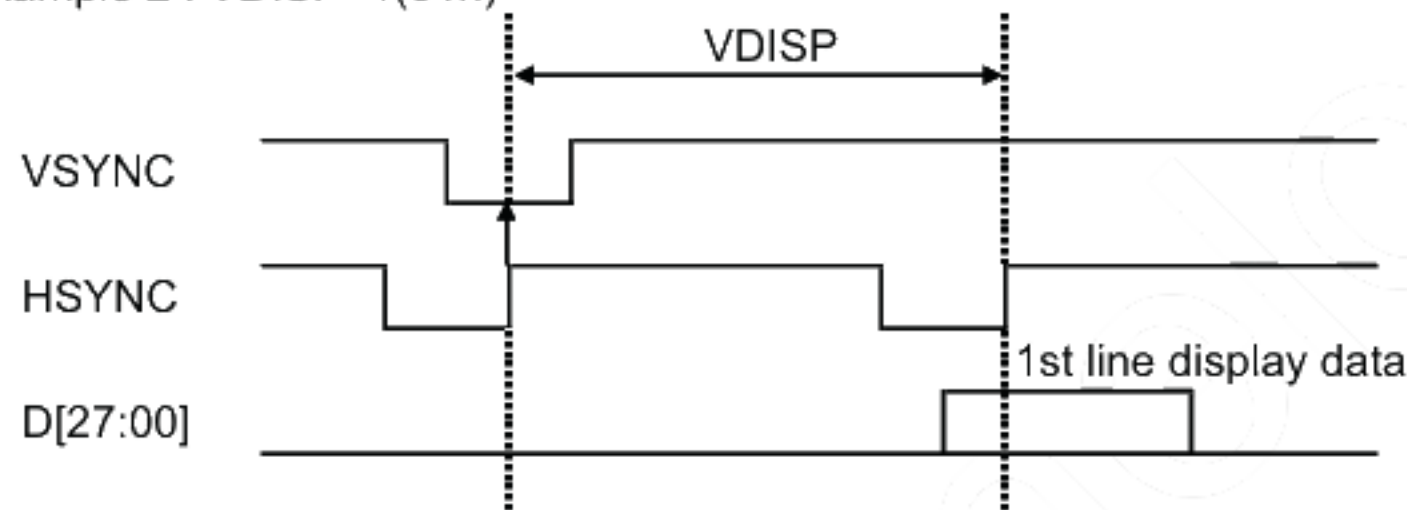 VDISP
VSYNC
HSYNC
1st line display data
D[27:00]